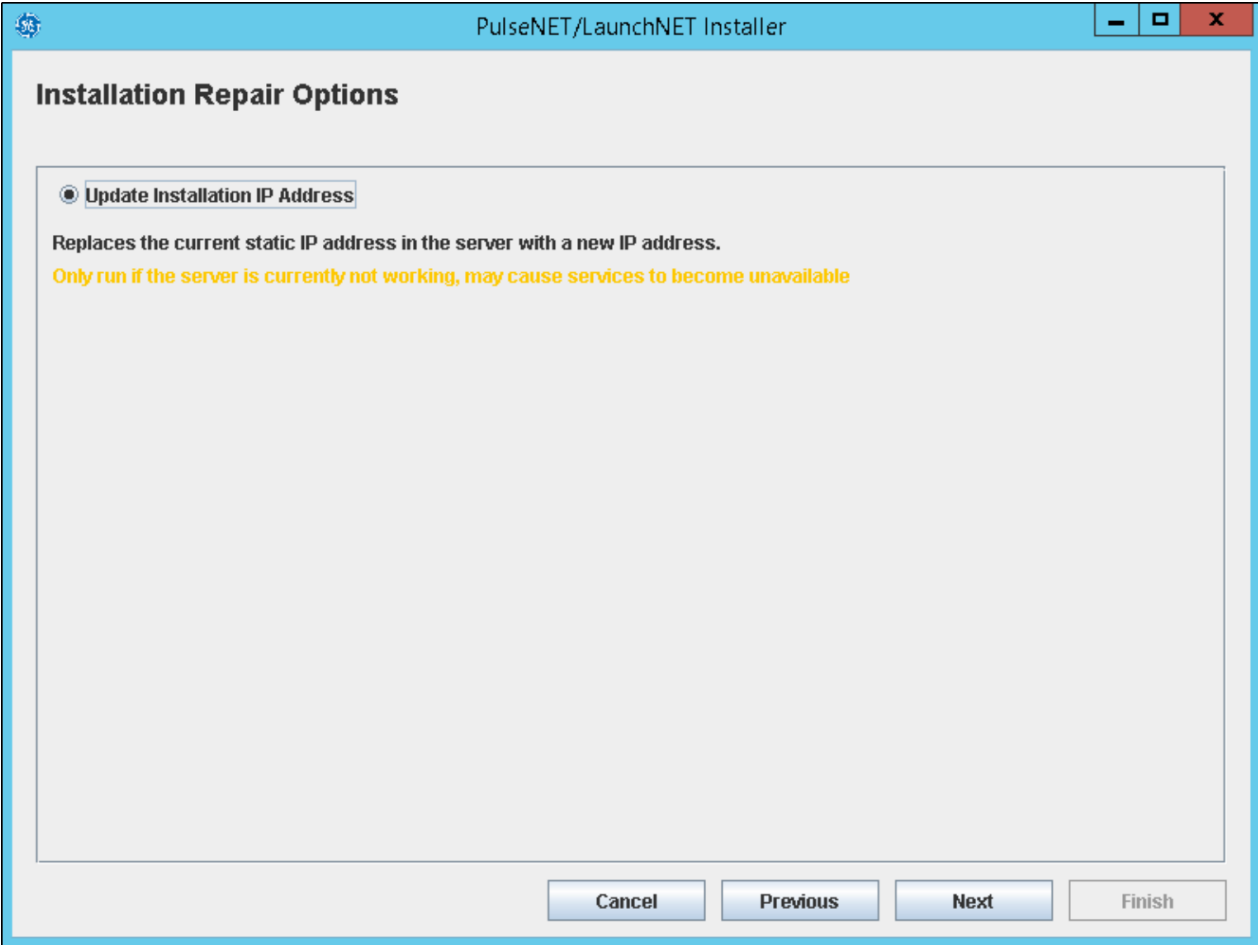 PulseNET/LaunchNET Installer
Installation Repair Options
Update Installation IP Address
Replaces the current static IP address in the server with a new IP address.
Only run if the server is currently not working, may cause services to become unavailable
Cancel
Previous
Next
Finish